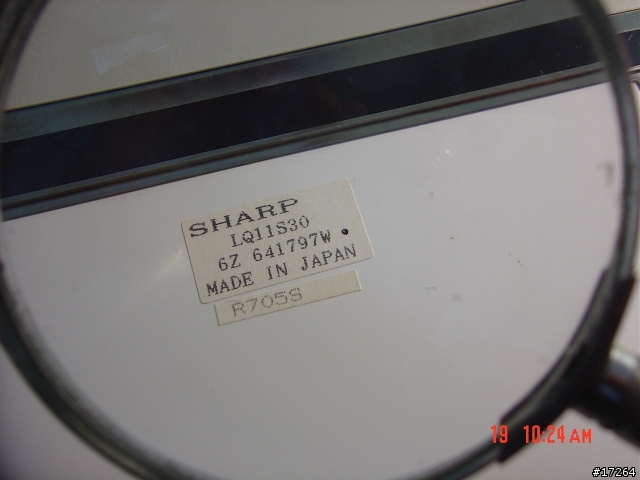 SHARP
LQ11S30
6Z 641797W
MADE IN JAPAN
R705S
19 10:24 AM
#17264